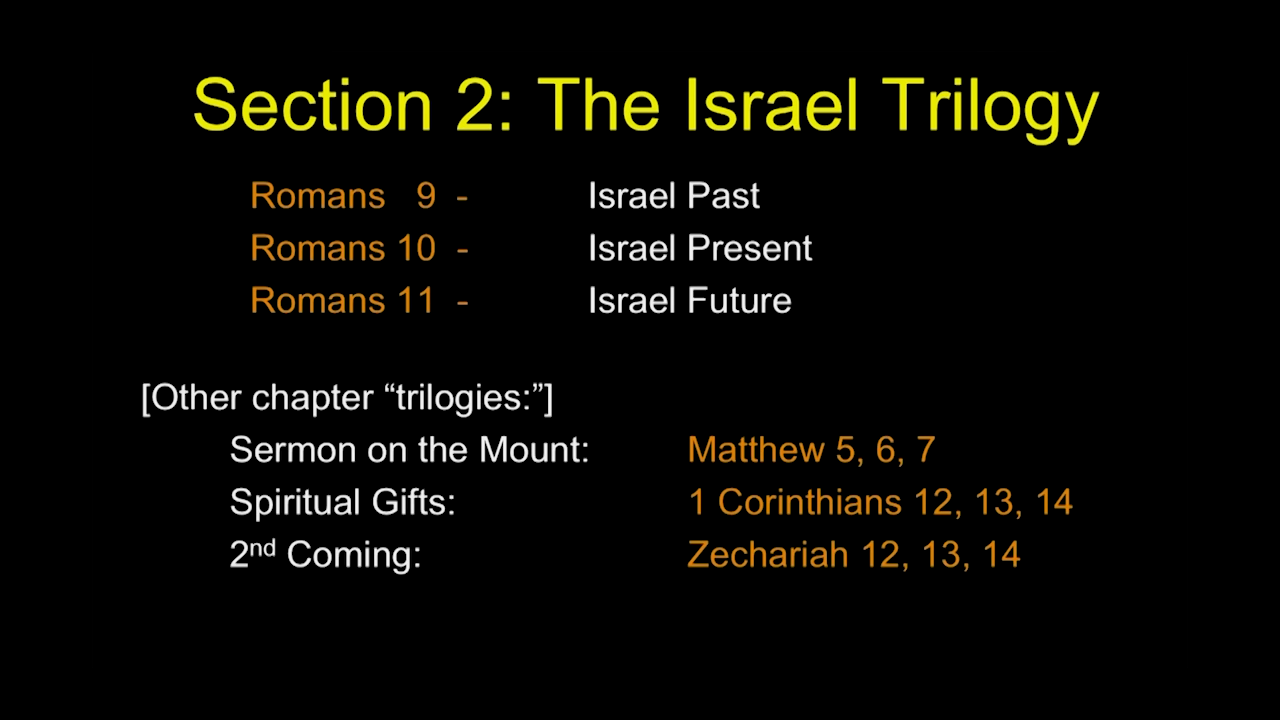 Section 2: The Israel Trilogy
Romans 9 - Israel Past
Romans 10 - Israel Present
Romans 11 - Israel Future
[Other chapter “trilogies:”]
Sermon on the Mount: Matthew 5, 6, 7
Spiritual Gifts: 1 Corinthians 12, 13, 14
2nd Coming: Zechariah 12, 13, 14